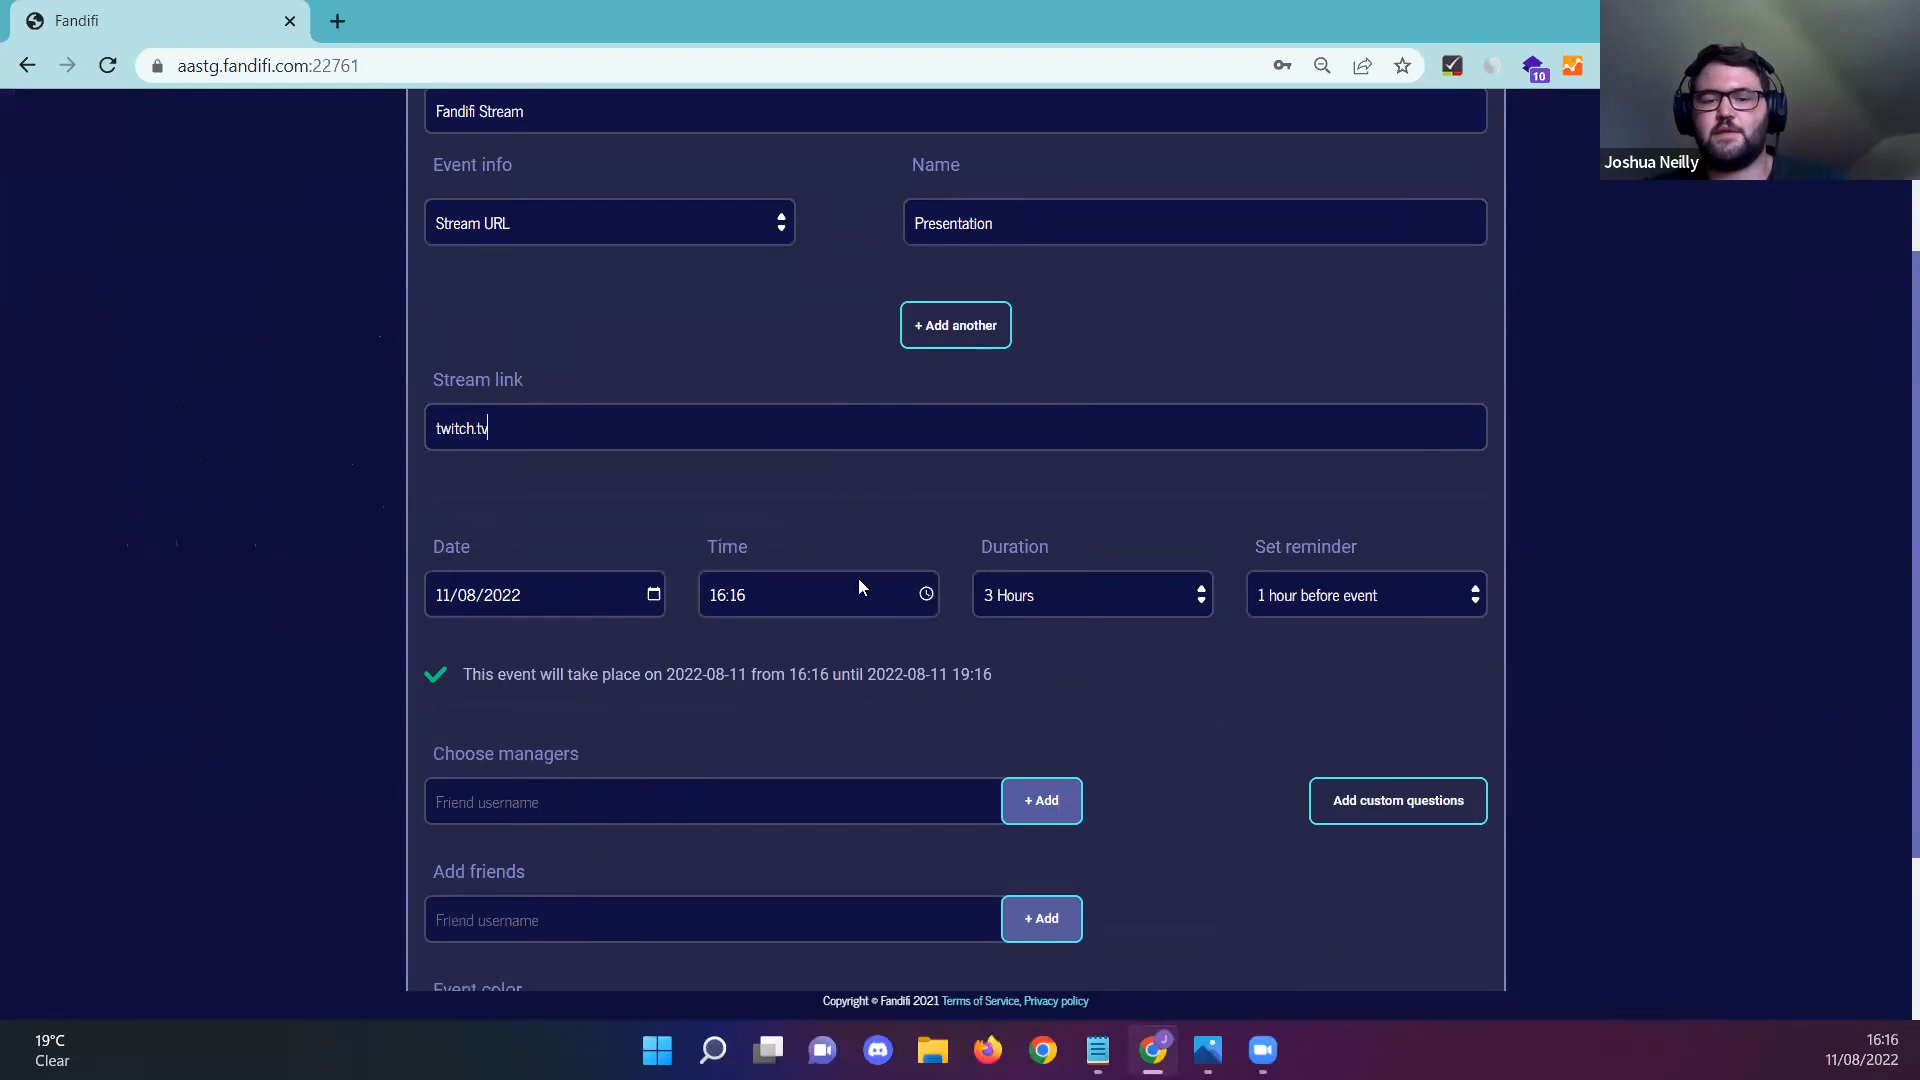 Fandifi
aastg.fandifi.com:22761
10
Joshua Neilly
Fandifi Stream
Event info
Name
Stream URL
Presentation
+ Add another
Stream link
twitch.tv
Date
Time
Duration
Set reminder
11/08/2022
16:16
3 Hours
1 hour before event
This event will take place on 2022-08-11 from 16:16 until 2022-08-11 19:16
Choose managers
Friend username
+ Add
Add custom questions
Add friends
Friend username
+ Add
Event color
Copyright © Fandifi 2021 Terms of Service, Privacy policy
19°C
Clear
J
16:16
11/08/2022